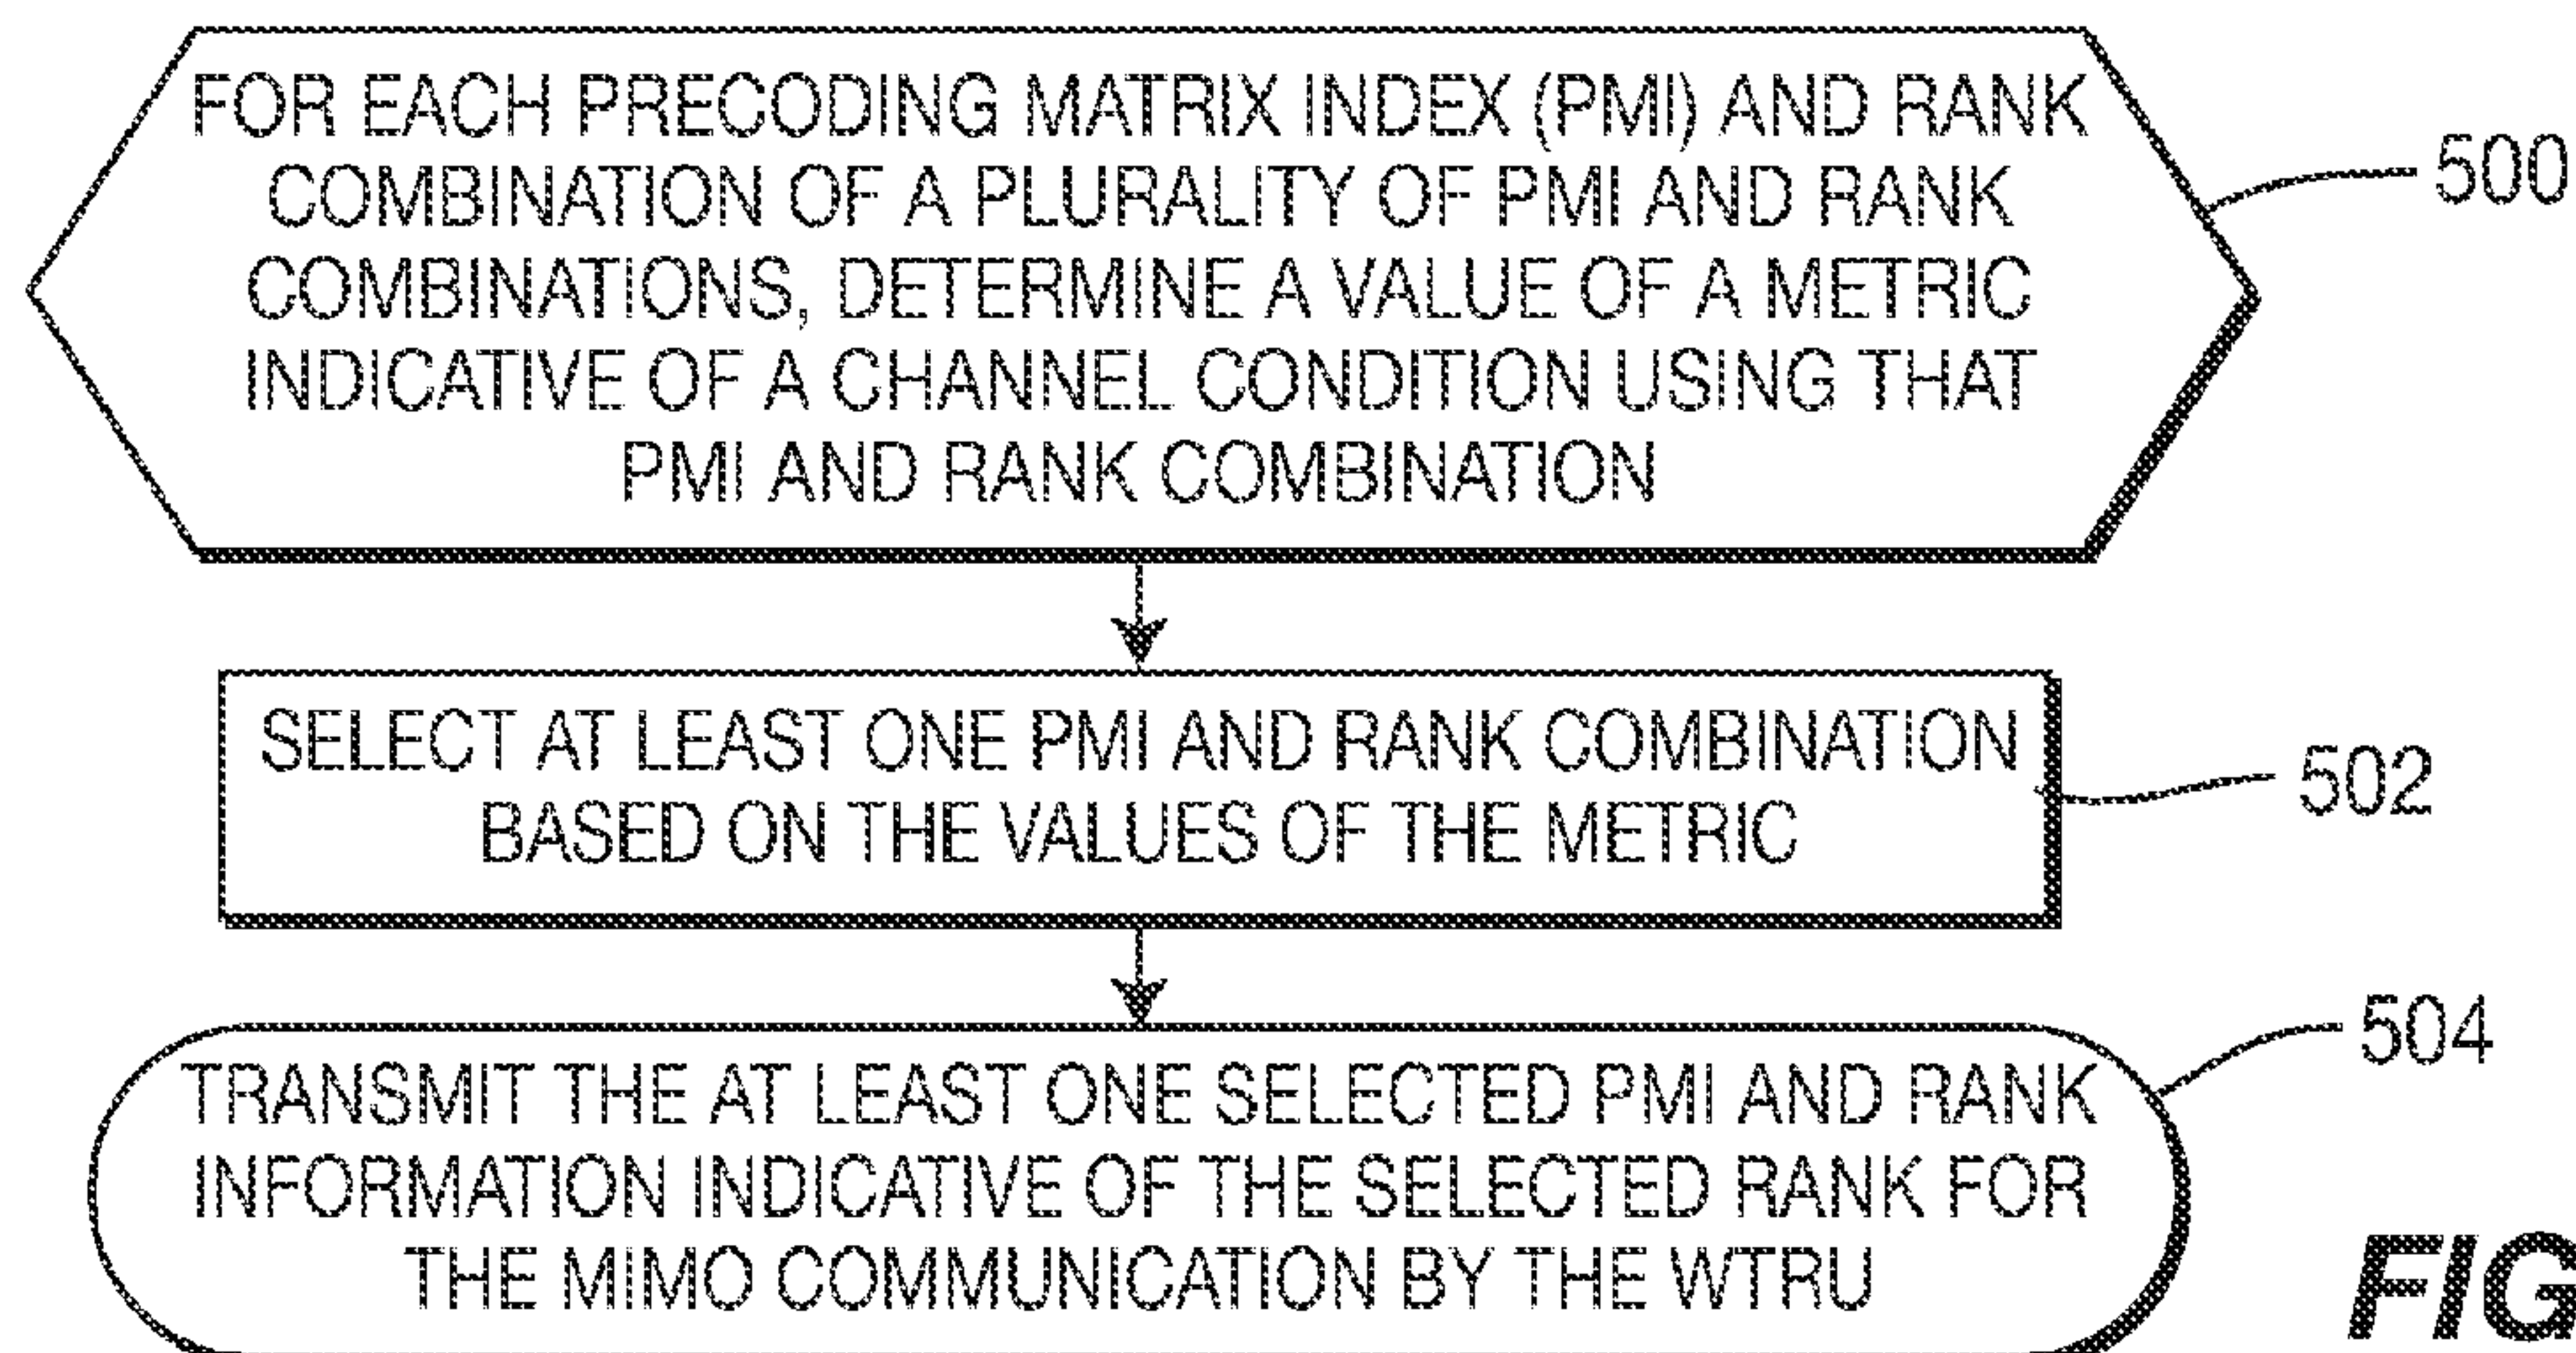 FOR EACH PRECODING MATRIX INDEX (PMI) AND RANK
COMBINATION OF A PLURALITY OF PMI AND RANK
COMBINATIONS, DETERMINE A VALUE OF A METRIC
INDICATIVE OF A CHANNEL CONDITION USING THAT
PMI AND RANK COMBINATION
500
SELECT AT LEAST ONE PMI AND RANK COMBINATION
BASED ON THE VALUES OF THE METRIC
502
TRANSMIT THE AT LEAST ONE SELECTED PMI AND RANK
INFORMATION INDICATIVE OF THE SELECTED RANK FOR
THE MIMO COMMUNICATION BY THE WTRU
504
FIG